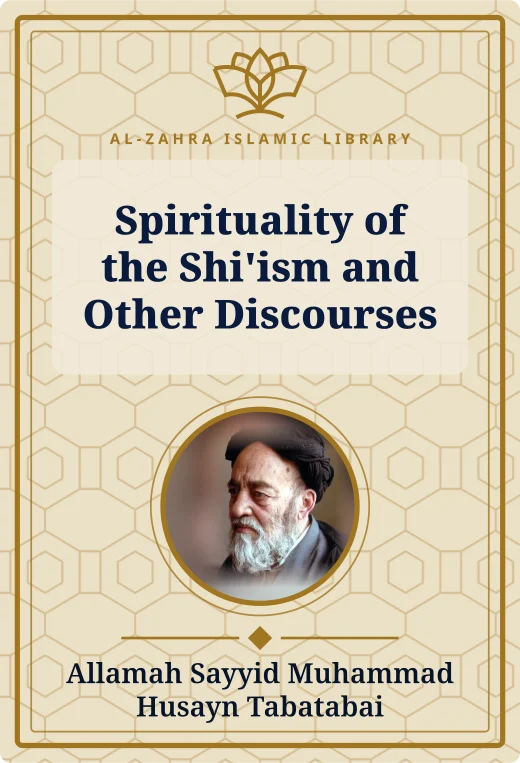 AL-ZAHRA ISLAMIC LIBRARY
Spirituality of
the Shi'ism and
Other Discourses
Allamah Sayyid Muhammad
Husayn Tabatabai